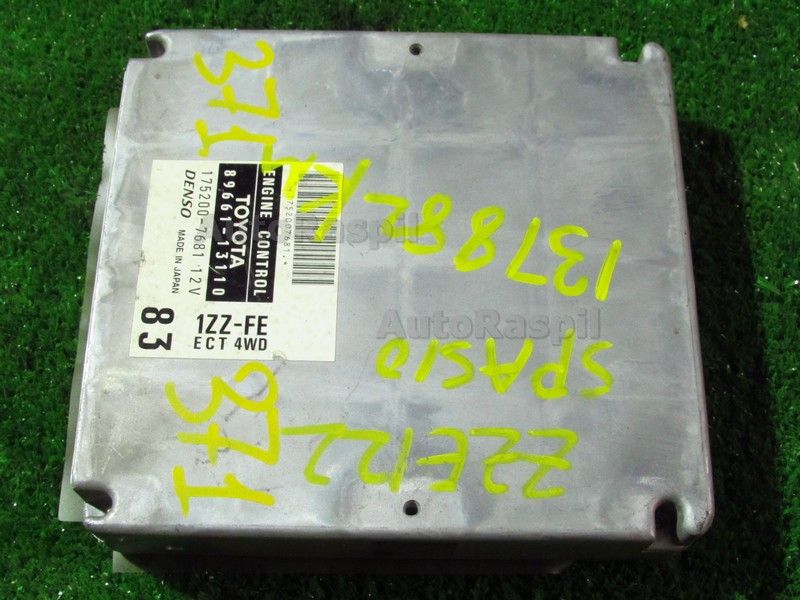 ENGINE CONTROL
TOYOTA
89661-13110
175200-7681 12V
DENSO MADE IN JAPAN
1ZZ-FE
ECT 4WD
83
371
371
SPASIO
ZZE122
AutoRaspil
AutoRaspil